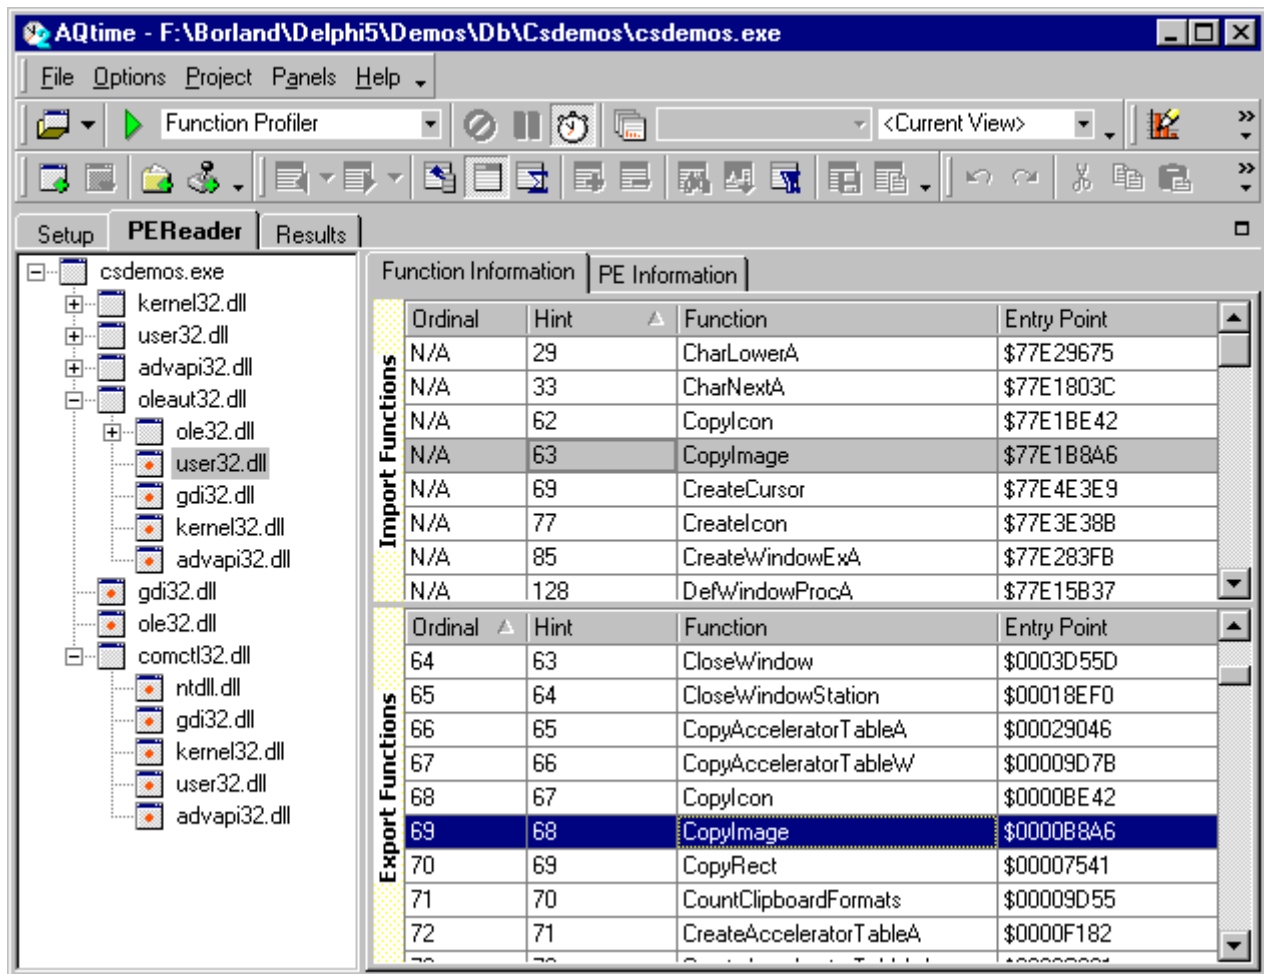 AQtime - F:\Borland\Delphi5\Demos\Db\Csdemos\csdemos.exe
File Options Project Panels Help
Function Profiler <Current View>
Setup PEReader Results
csdemos.exe
kernel32.dll
user32.dll
advapi32.dll
oleaut32.dll
ole32.dll
user32.dll
gdi32.dll
kernel32.dll
advapi32.dll
gdi32.dll
ole32.dll
comctl32.dll
ntdll.dll
gdi32.dll
kernel32.dll
user32.dll
advapi32.dll
Function Information PE Information
Import Functions
Ordinal Hint Function Entry Point
N/A 29 CharLowerA $77E29675
N/A 33 CharNextA $77E1803C
N/A 62 CopyIcon $77E1BE42
N/A 63 CopyImage $77E1B8A6
N/A 69 CreateCursor $77E4E3E9
N/A 77 CreateIcon $77E3E38B
N/A 85 CreateWindowExA $77E283FB
N/A 128 DefWindowProcA $77E15B37
Export Functions
Ordinal Hint Function Entry Point
64 63 CloseWindow $0003D55D
65 64 CloseWindowStation $00018EF0
66 65 CopyAcceleratorTableA $00029046
67 66 CopyAcceleratorTableW $00009D7B
68 67 CopyIcon $0000BE42
69 68 CopyImage $0000B8A6
70 69 CopyRect $00007541
71 70 CountClipboardFormats $00009D55
72 71 CreateAcceleratorTableA $0000F182